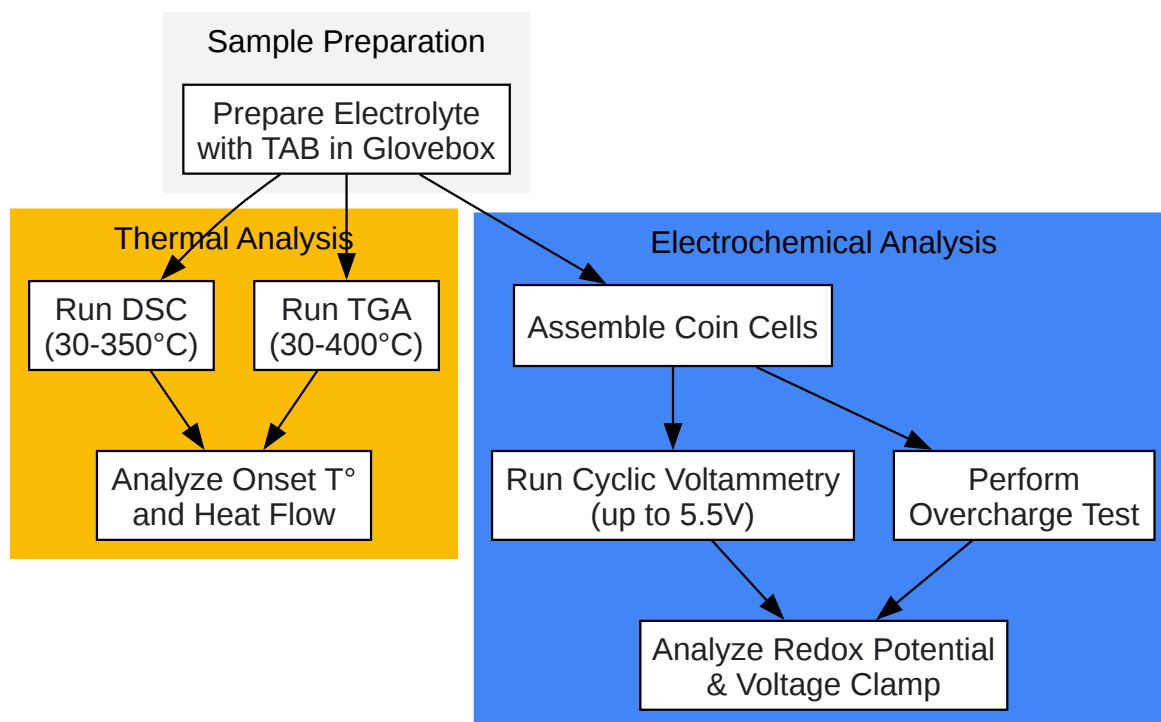 Sample Preparation
Prepare Electrolyte
with TAB in Glovebox
Thermal Analysis
Run DSC
(30-350°C)
Run TGA
(30-400°C)
Analyze Onset T°
and Heat Flow
Electrochemical Analysis
Assemble Coin Cells
Run Cyclic Voltammetry
(up to 5.5V)
Perform
Overcharge Test
Analyze Redox Potential
& Voltage Clamp